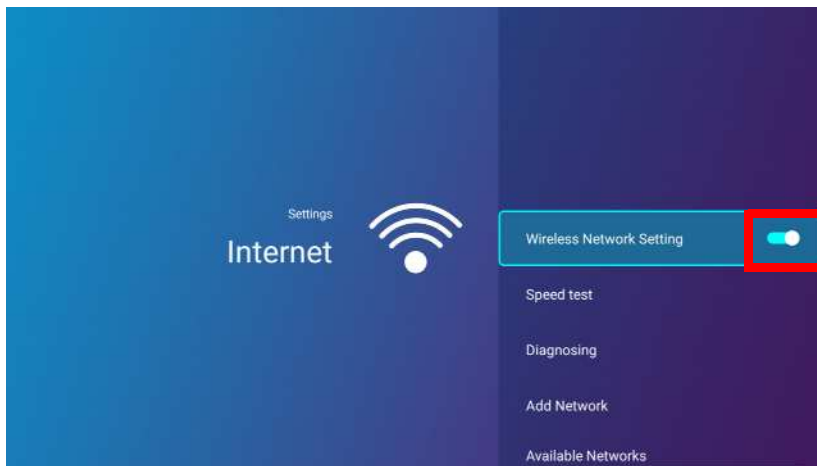 Settings
Internet
Wireless Network Setting
Speed test
Diagnosing
Add Network
Available Networks